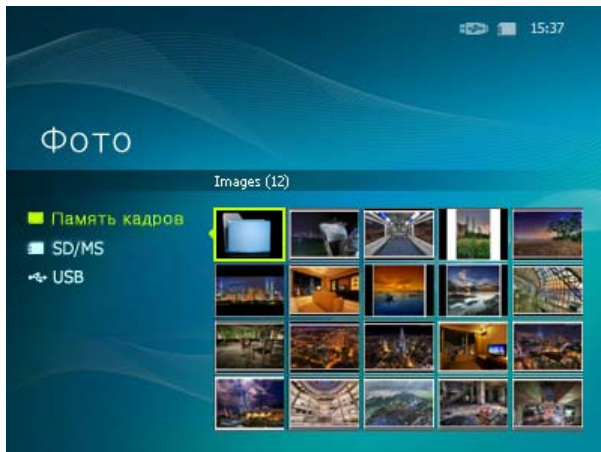 15:37
Фото
Images (12)
Память кадров
SD/MS
USB